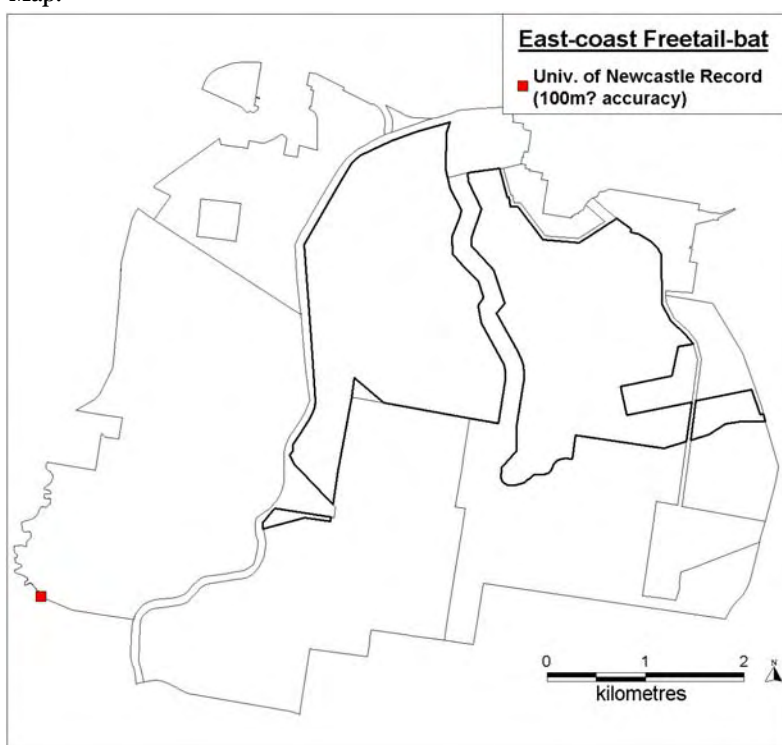 Map.
East-coast Freetail-bat
Univ. of Newcastle Record
(100m? accuracy)
0 1 2
kilometres
N